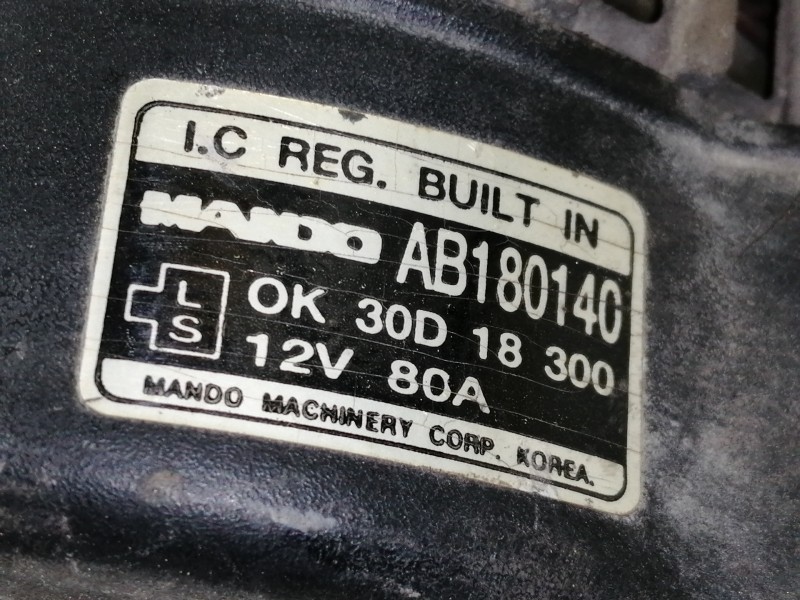 I.C REG. BUILT IN
MANDO AB180140
L
S
OK 30D 18 300
12V 80A
MANDO MACHINERY CORP. KOREA.